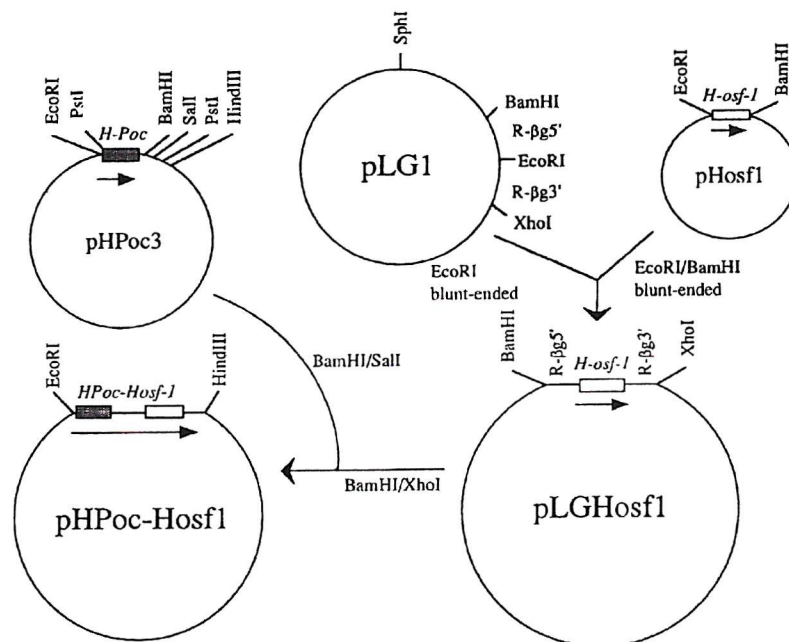 EcoRI
PstI
H-Poc
BamHI
SalI
PstI
HindIII
pHPoc3
SphI
BamHI
R-βg5'
EcoRI
R-βg3'
XhoI
pLG1
EcoRI
H-osf-1
BamHI
pHosf1
EcoRI
blunt-ended
EcoRI/BamHI
blunt-ended
BamHI/SalI
EcoRI
HPoc-Hosf-1
HindIII
pHPoc-Hosf1
BamHI/XhoI
BamHI
R-βg5'
H-osf-1
R-βg3'
XhoI
pLGHosf1